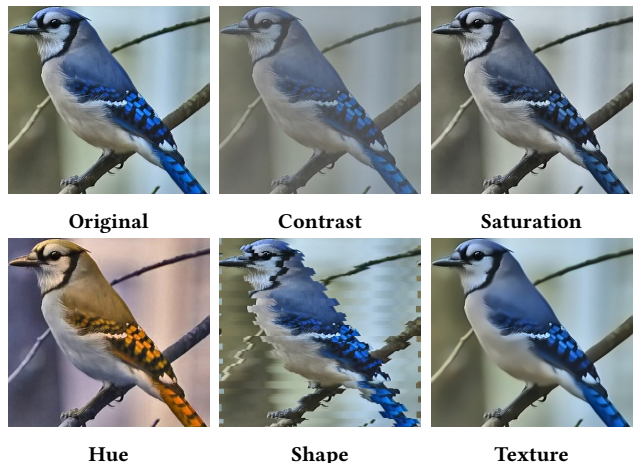 Original
Contrast
Saturation
Hue
Shape
Texture